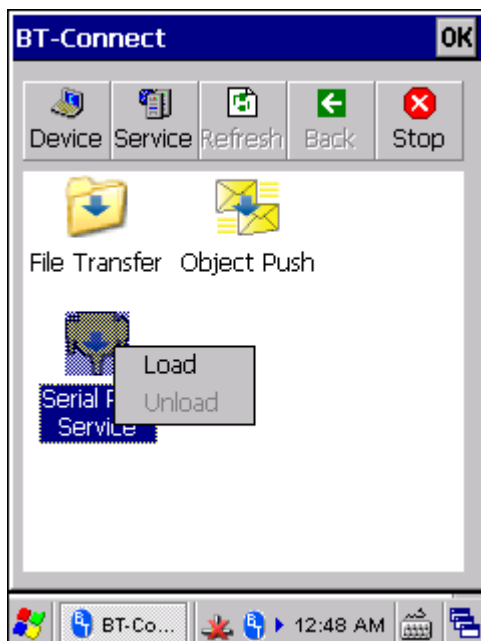 BT-Connect OK
Device Service Refresh Back Stop
File Transfer Object Push
Load
Serial
Unload
Service
BT-Co... 12:48 AM